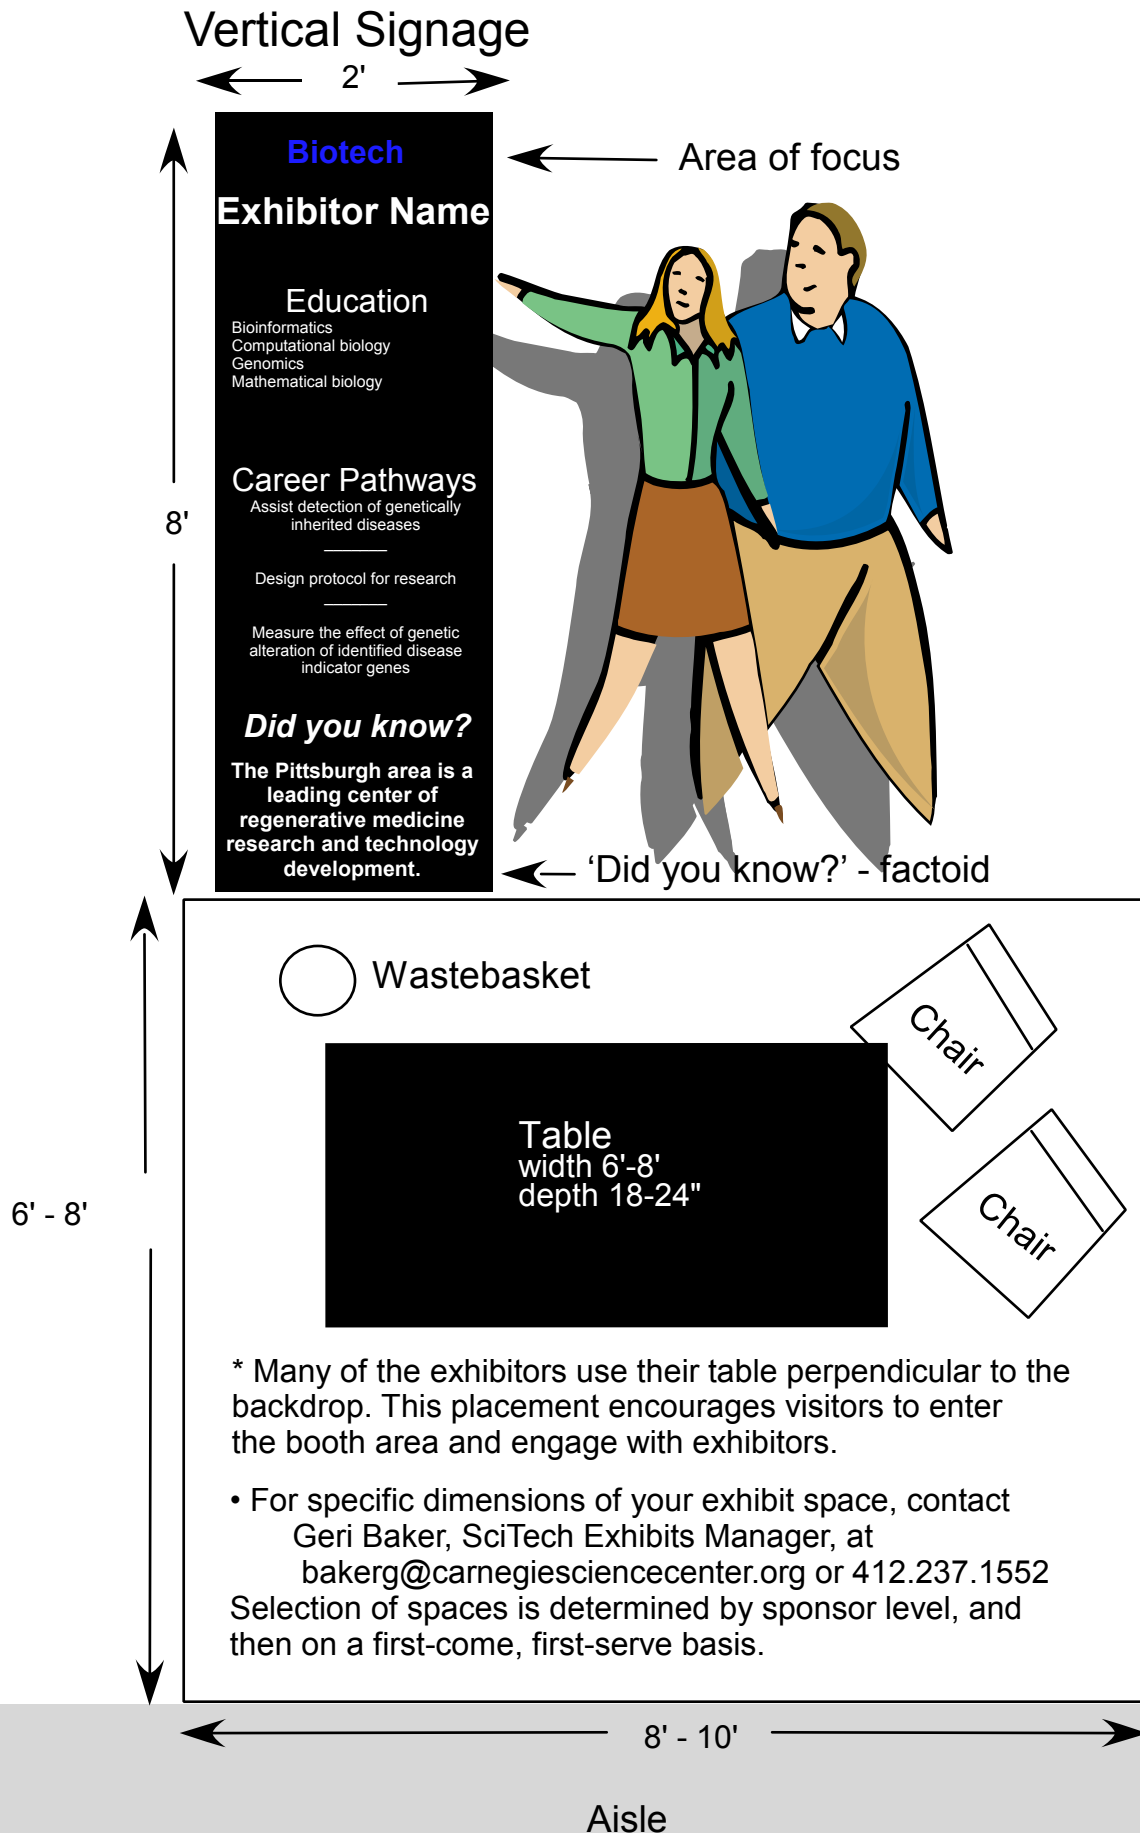 Vertical Signage
2'
Biotech
Area of focus
Exhibitor Name
Education
Bioinformatics
Computational biology
Genomics
Mathematical biology
Career Pathways
Assist detection of genetically
inherited diseases
8'
Design protocol for research
Measure the effect of genetic
alteration of identified disease
indicator genes
Did you know?
The Pittsburgh area is a
leading center of
regenerative medicine
research and technology
development.
‘Did you know?’ - factoid
Wastebasket
Chair
Table
width 6'-8'
depth 18-24"
Chair
6' - 8'
* Many of the exhibitors use their table perpendicular to the
backdrop. This placement encourages visitors to enter
the booth area and engage with exhibitors.
• For specific dimensions of your exhibit space, contact
Geri Baker, SciTech Exhibits Manager, at
bakerg@carnegiesciencecenter.org or 412.237.1552
Selection of spaces is determined by sponsor level, and
then on a first-come, first-serve basis.
8' - 10'
Aisle